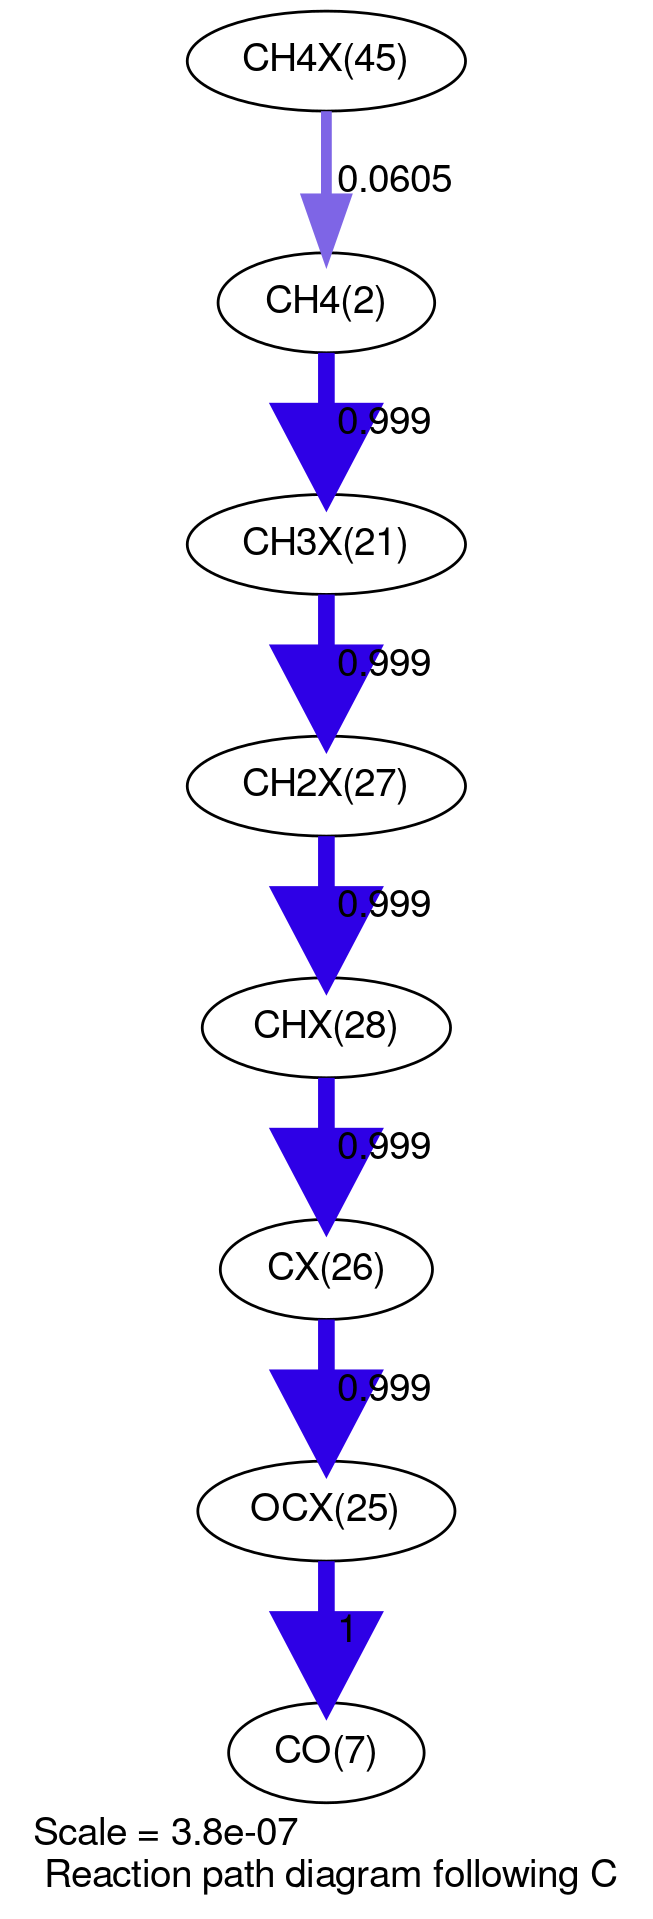 CH4X(45)
0.0605
CH4(2)
0.999
CH3X(21)
0.999
CH2X(27)
0.999
CHX(28)
0.999
CX(26)
0.999
OCX(25)
1
CO(7)
Scale = 3.8e-07
Reaction path diagram following C